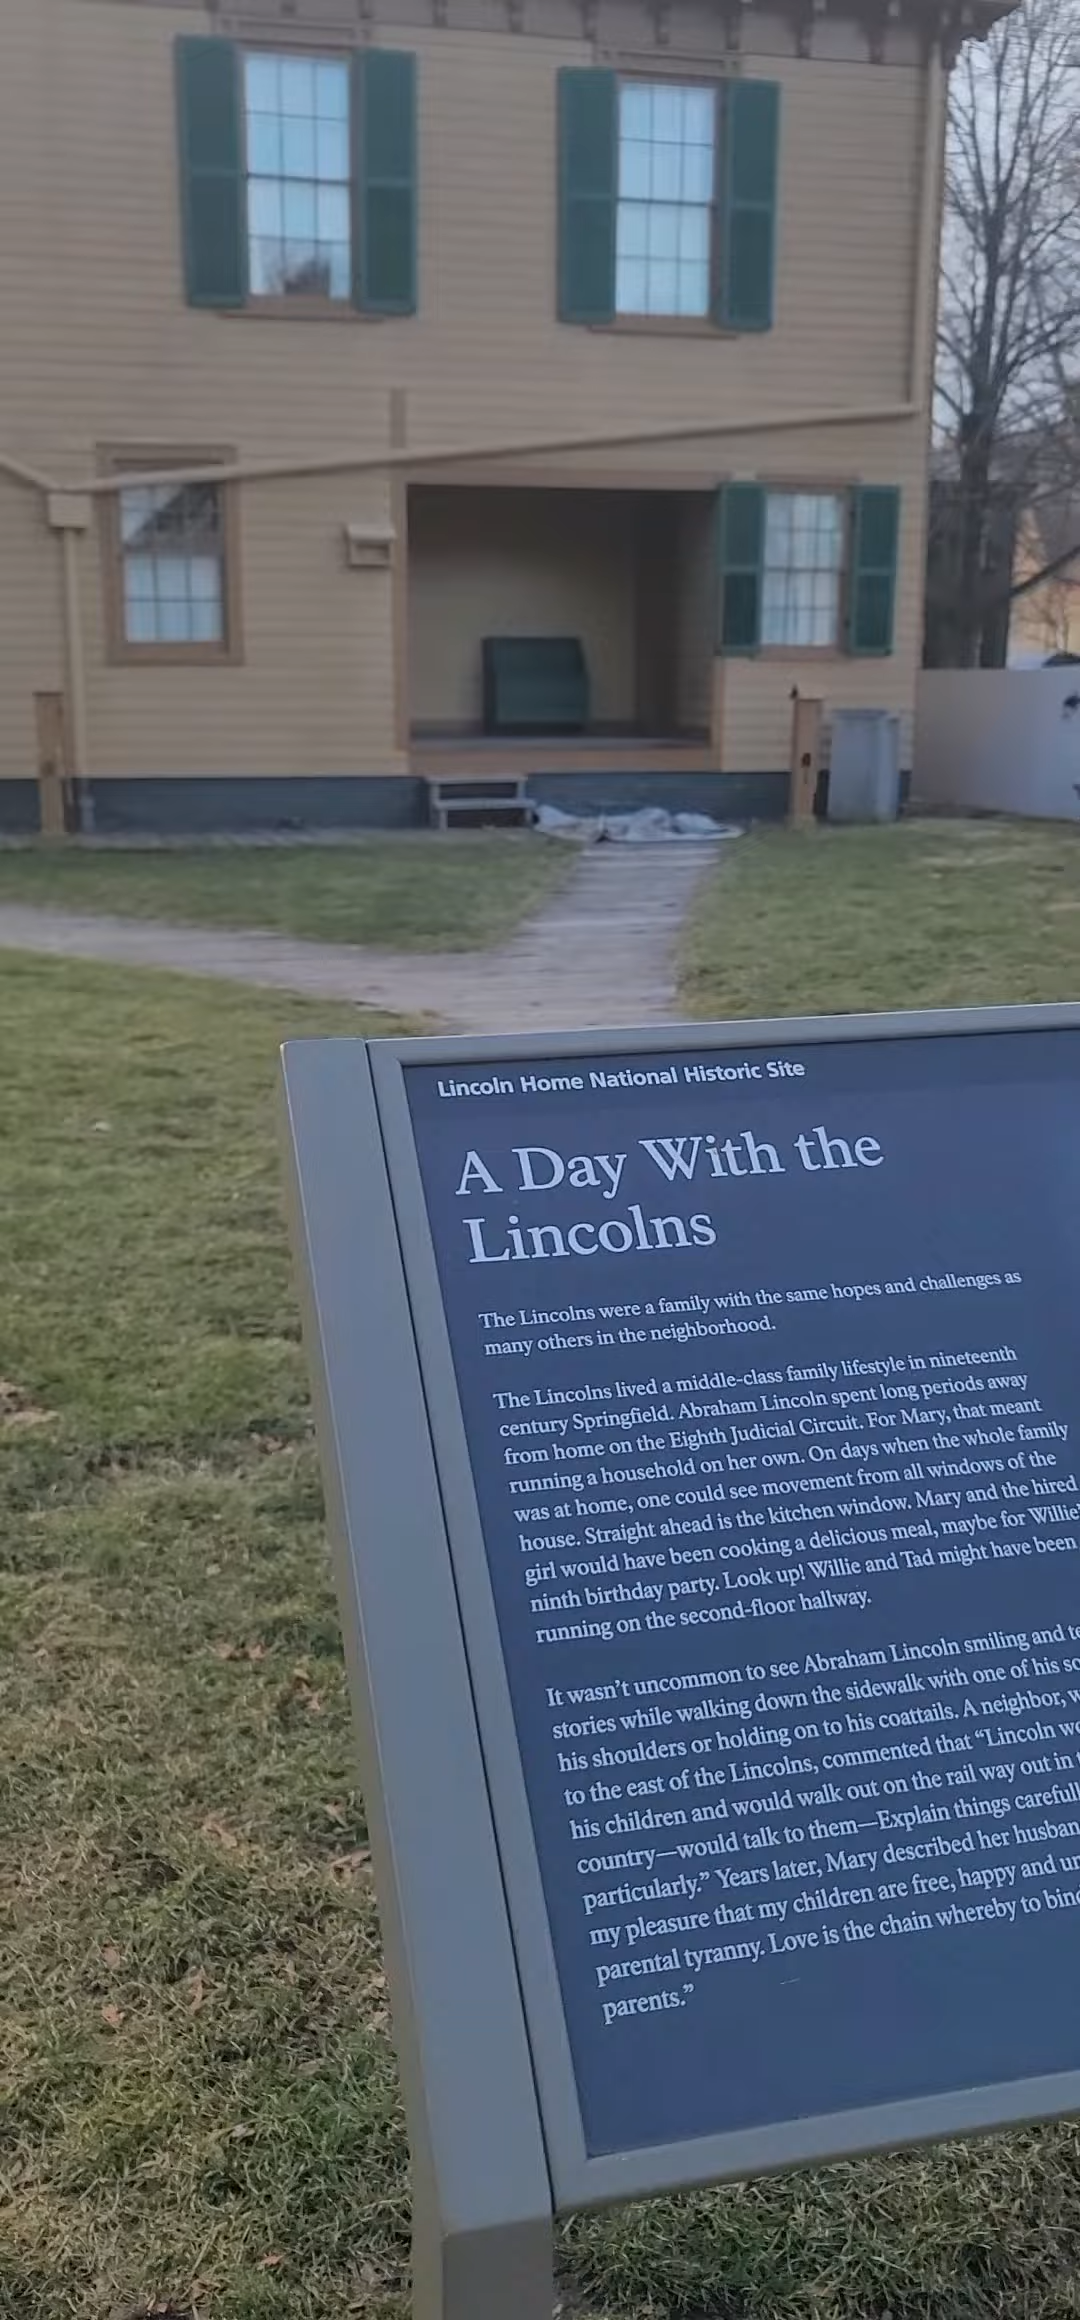 Lincoln Home National Historic Site
A Day With the
Lincolns
The Lincolns were a family with the same hopes and challenges as
many others in the neighborhood.
The Lincolns lived a middle-class family lifestyle in nineteenth
century Springfield. Abraham Lincoln spent long periods away
from home on the Eighth Judicial Circuit. For Mary, that meant
running a household on her own. On days when the whole family
was at home, one could see movement from all windows of the
house. Straight ahead is the kitchen window. Mary and the hired
girl would have been cooking a delicious meal, maybe for Willie'
ninth birthday party. Look up! Willie and Tad might have been
running on the second-floor hallway.
It wasn't uncommon to see Abraham Lincoln smiling and te
stories while walking down the sidewalk with one of his so
his shoulders or holding on to his coattails. A neighbor, w
to the east of the Lincolns, commented that “Lincoln wo
his children and would walk out on the rail way out in t
country—would talk to them—Explain things carefull
particularly.” Years later, Mary described her husban
my pleasure that my children are free, happy and un
parental tyranny. Love is the chain whereby to bind
parents.”